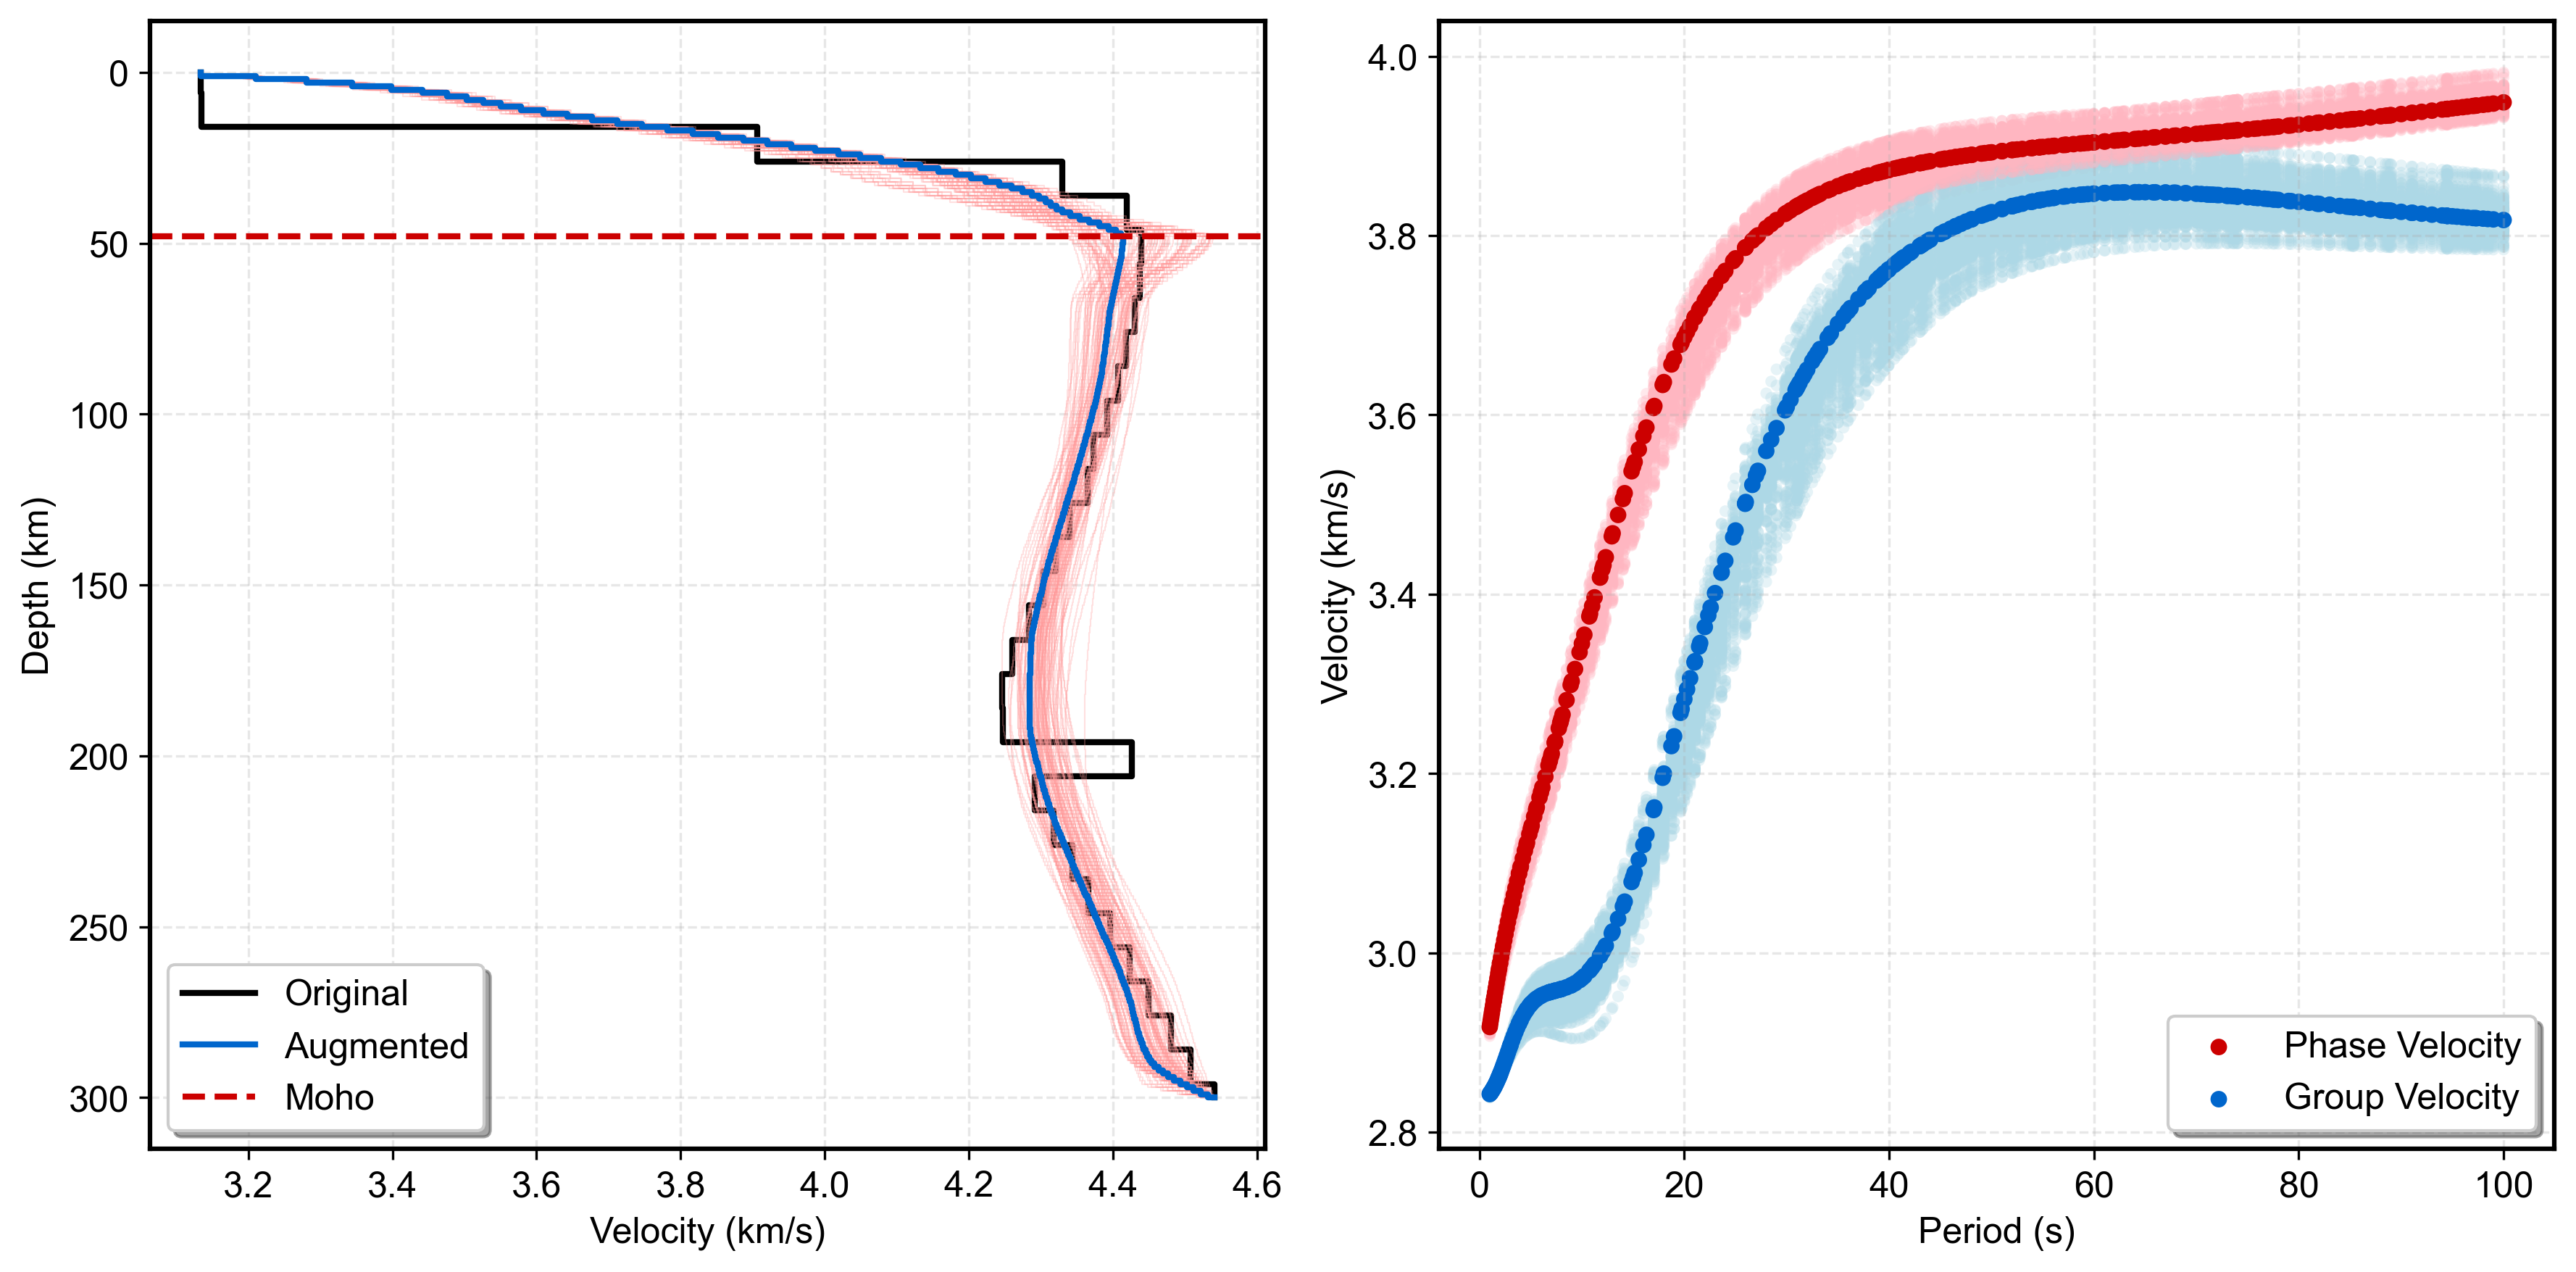 0
50
100
150
200
250
300
Depth (km)
3.2 3.4 3.6 3.8 4.0 4.2 4.4 4.6
Velocity (km/s)
Original
Augmented
Moho
4.0
3.8
3.6
3.4
3.2
3.0
2.8
Velocity (km/s)
0 20 40 60 80 100
Period (s)
Phase Velocity
Group Velocity